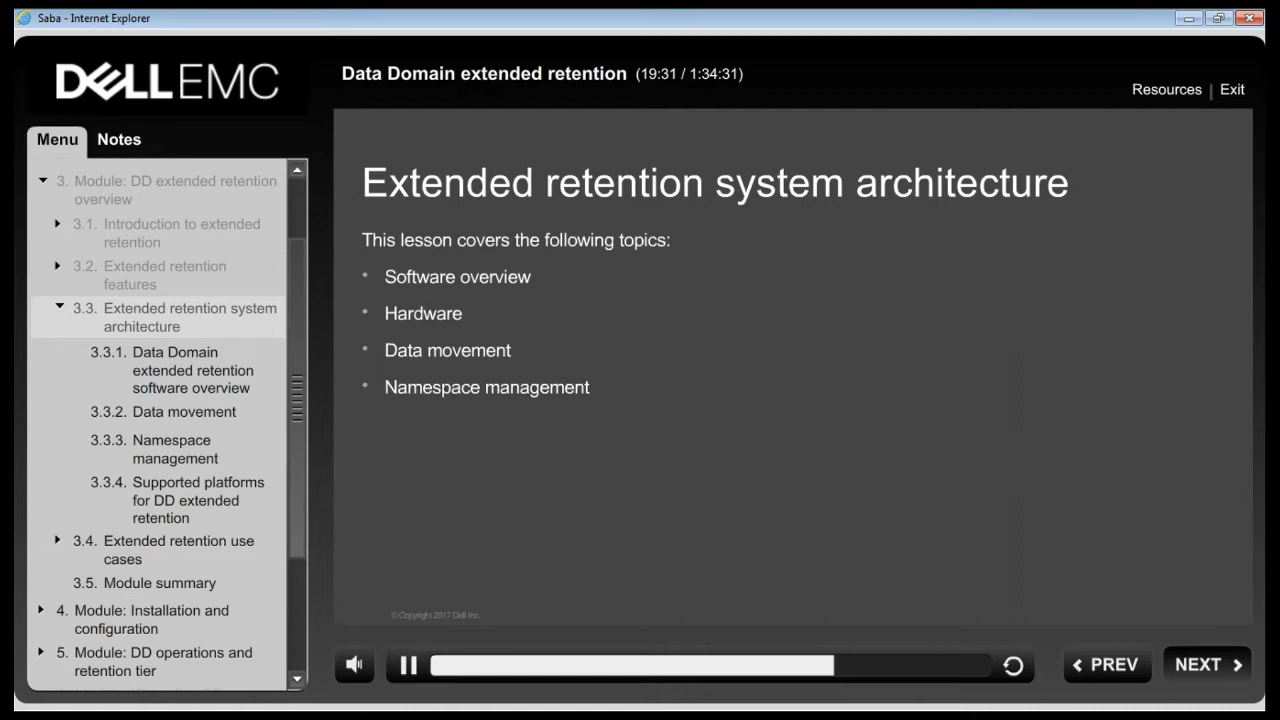 Saba - Internet Explorer
DELLEMC
Data Domain extended retention (19:31 / 1:34:31)
Resources | Exit
Menu
Notes
3. Module: DD extended retention
overview
3.1. Introduction to extended
retention
3.2. Extended retention
features
3.3. Extended retention system
architecture
3.3.1. Data Domain
extended retention
software overview
3.3.2. Data movement
3.3.3. Namespace
management
3.3.4. Supported platforms
for DD extended
retention
3.4. Extended retention use
cases
3.5. Module summary
4. Module: Installation and
configuration
5. Module: DD operations and
retention tier
Extended retention system architecture
This lesson covers the following topics:
• Software overview
• Hardware
• Data movement
• Namespace management
© Copyright 2017 Dell Inc.
PREV
NEXT